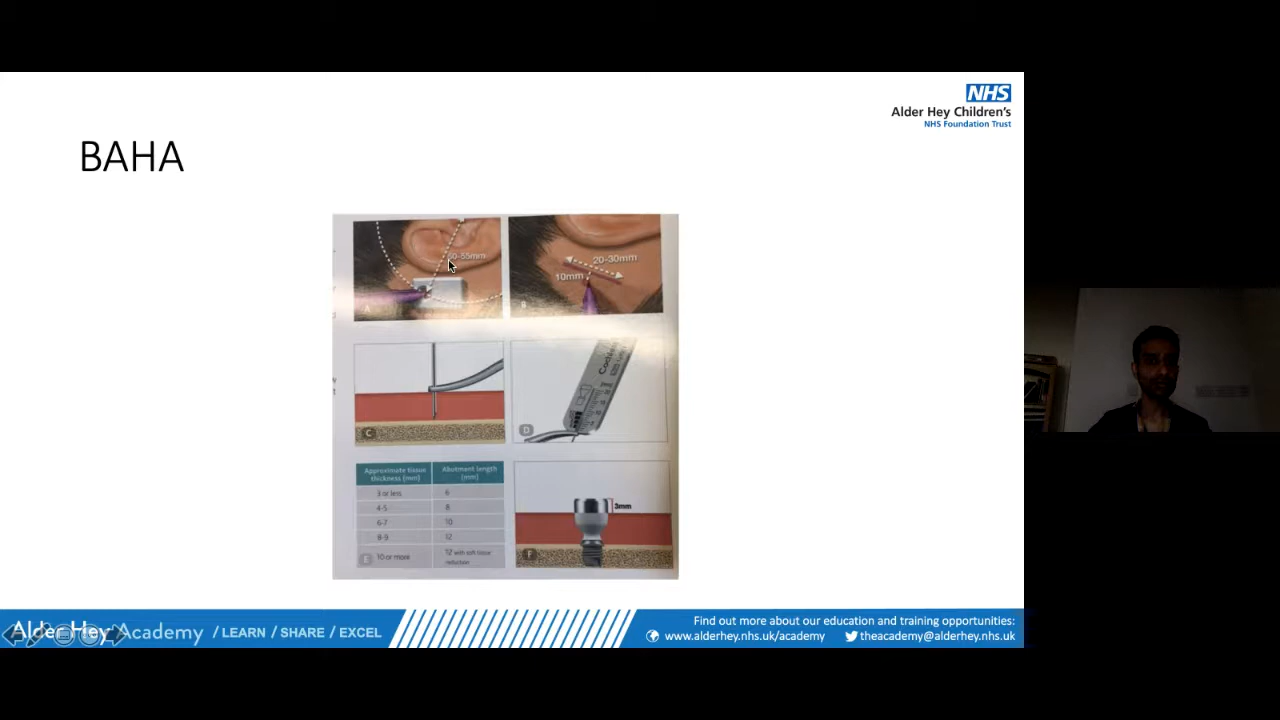 NHS
Alder Hey Children's
NHS Foundation Trust
BAHA
50-55mm
A
20-30mm
10mm
B
C
D
Approximate tissue thickness (mm)
Abutment length (mm)
3 or less
6
4-5
8
6-7
10
8-9
12
10 or more
12 with soft tissue reduction
E
3mm
F
Alder Hey Academy / LEARN / SHARE / EXCEL
Find out more about our education and training opportunities:
www.alderhey.nhs.uk/academy
theacademy@alderhey.nhs.uk